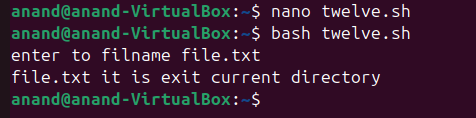 anand@anand-VirtualBox:~$ nano twelve.sh
anand@anand-VirtualBox:~$ bash twelve.sh
enter to filname file.txt
file.txt it is exit current directory
anand@anand-VirtualBox:~$